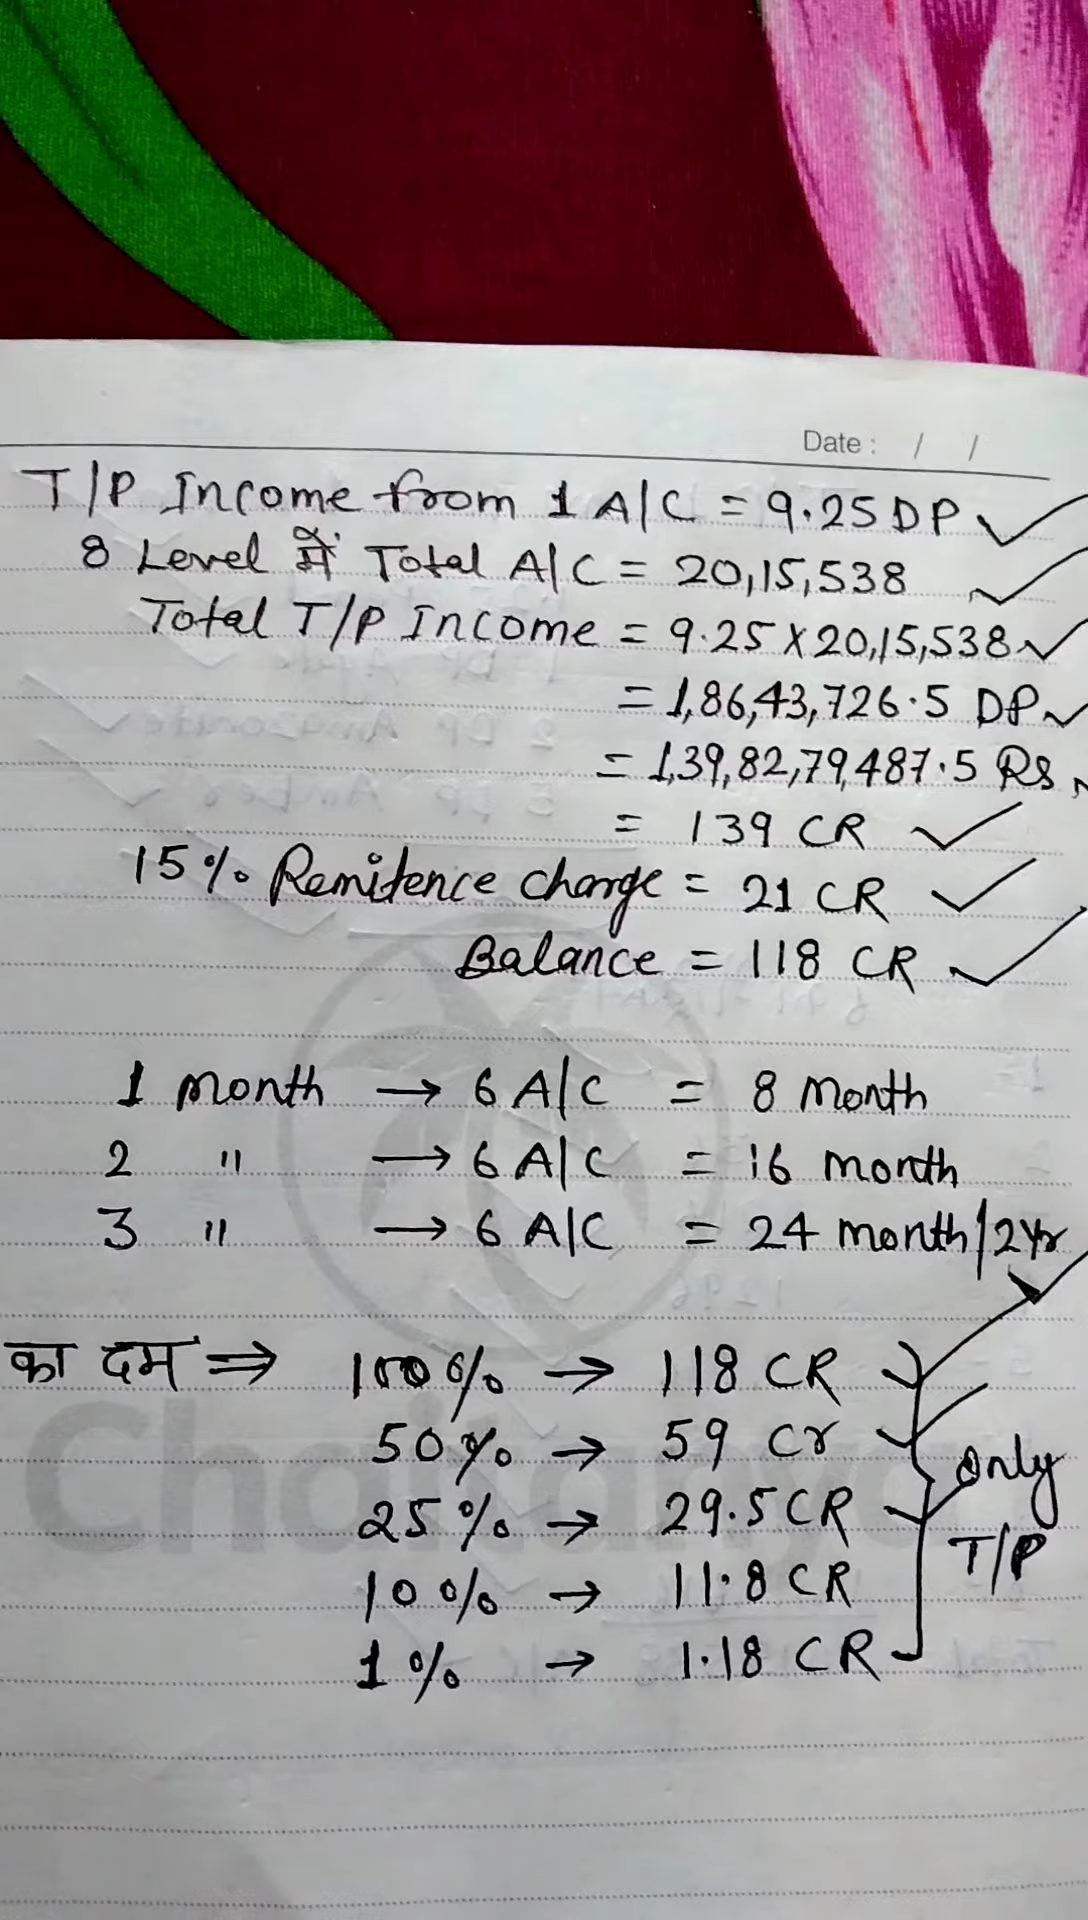 Date : / /
T/P Income from 1 A/C = 9.25 DP
8 Level में Total A/C = 20,15,538
Total T/P Income = 9.25 X 20,15,538
= 1,86,43,726.5 DP
= 1,39,82,79,487.5 Rs
= 139 CR
15% Remitence charge = 21 CR
Balance = 118 CR
1 month → 6 A/C = 8 month
2 " → 6 A/C = 16 month
3 " → 6 A/C = 24 month/2yr
का दम ⇒ 100% → 118 CR
50% → 59 Cr
25% → 29.5 CR
10% → 11.8 CR
1% → 1.18 CR
only
T/P